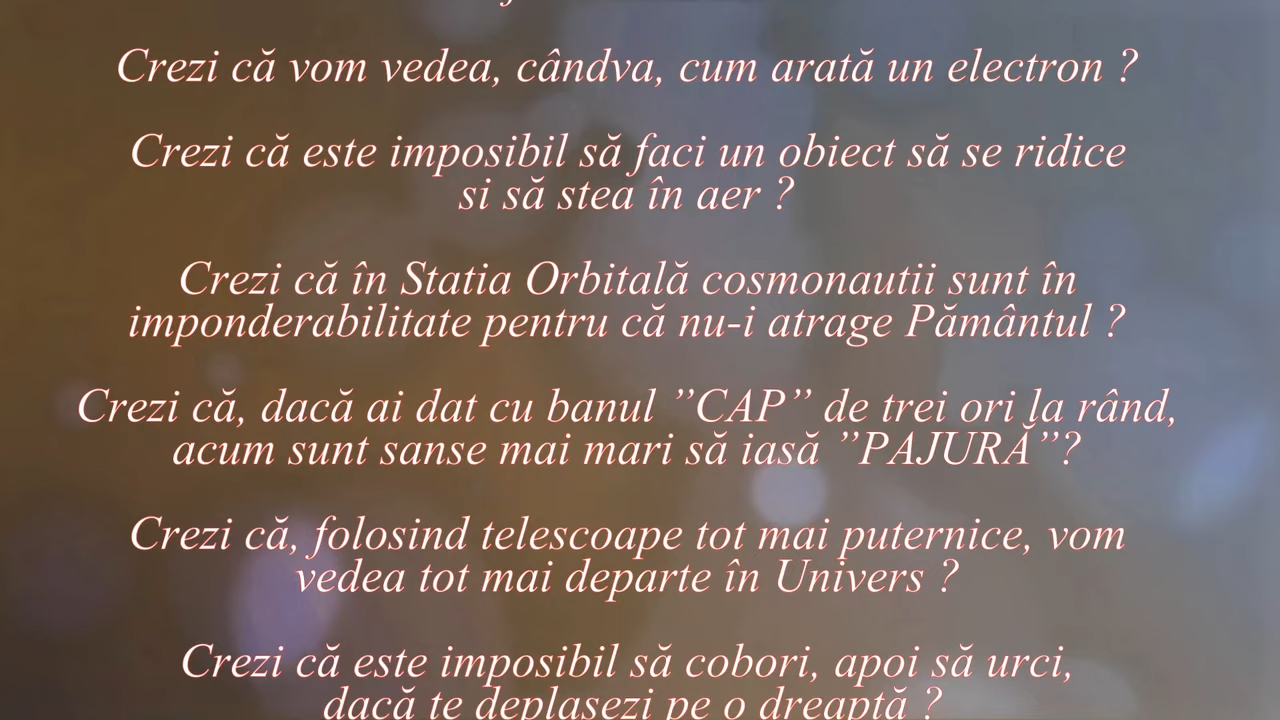 Crezi că vom vedea, cândva, cum arată un electron ?
Crezi că este imposibil să faci un obiect să se ridice
si să stea în aer ?
Crezi că în Statia Orbitală cosmonautii sunt în
imponderabilitate pentru că nu-i atrage Pământul ?
Crezi că, dacă ai dat cu banul ”CAP” de trei ori la rând,
acum sunt sanse mai mari să iasă ”PAJURĂ”?
Crezi că, folosind telescoape tot mai puternice, vom
vedea tot mai departe în Univers ?
Crezi că este imposibil să cobori, apoi să urci,
dacă te deplasezi pe o dreaptă ?